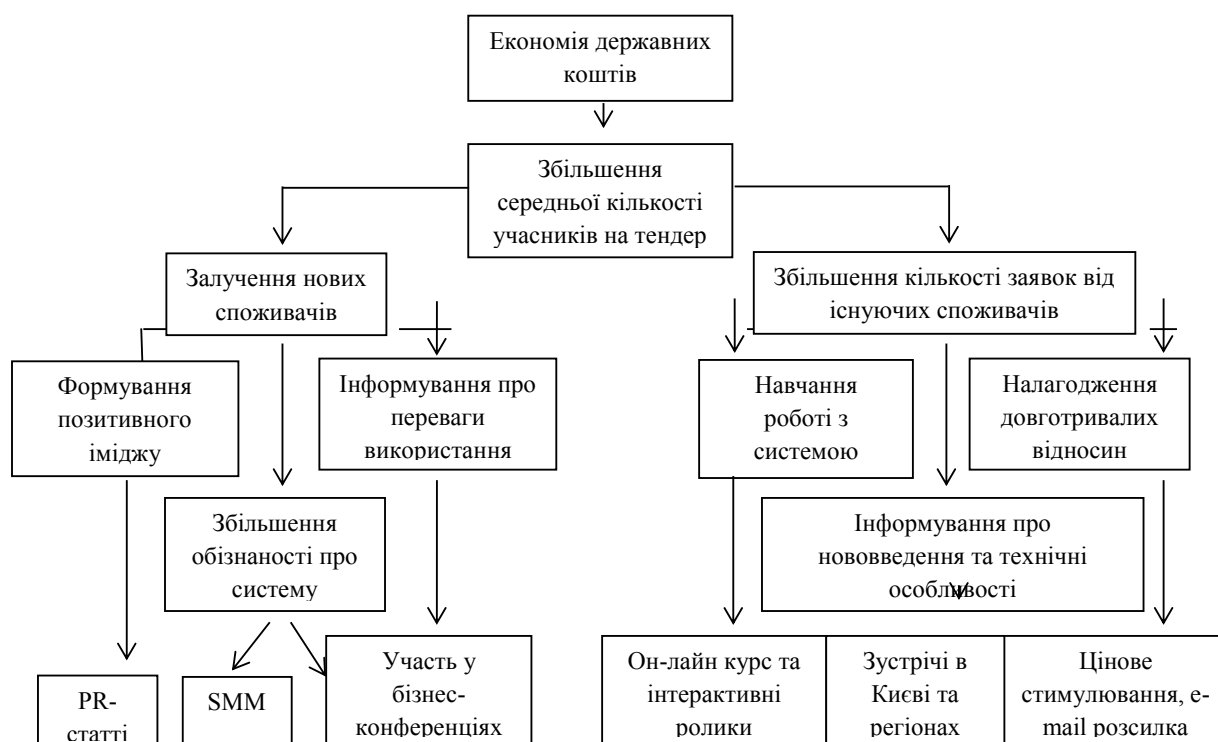 Економія державних
коштів
Збільшення
середньої кількості
учасників на тендер
Залучення нових
споживачів
Збільшення кількості заявок від
існуючих споживачів
Формування
позитивного
іміджу
Інформування про
переваги
використання
Навчання
роботі з
системою
Налагодження
довготривалих
відносин
Збільшення
обізнаності про
систему
Інформування про
нововведення та технічні
особливості
PR-
статті
SMM
Участь у
бізнес-
конференціях
Он-лайн курс та
інтерактивні
ролики
Зустрічі в
Києві та
регіонах
Цінове
стимулювання, e-
mail розсилка